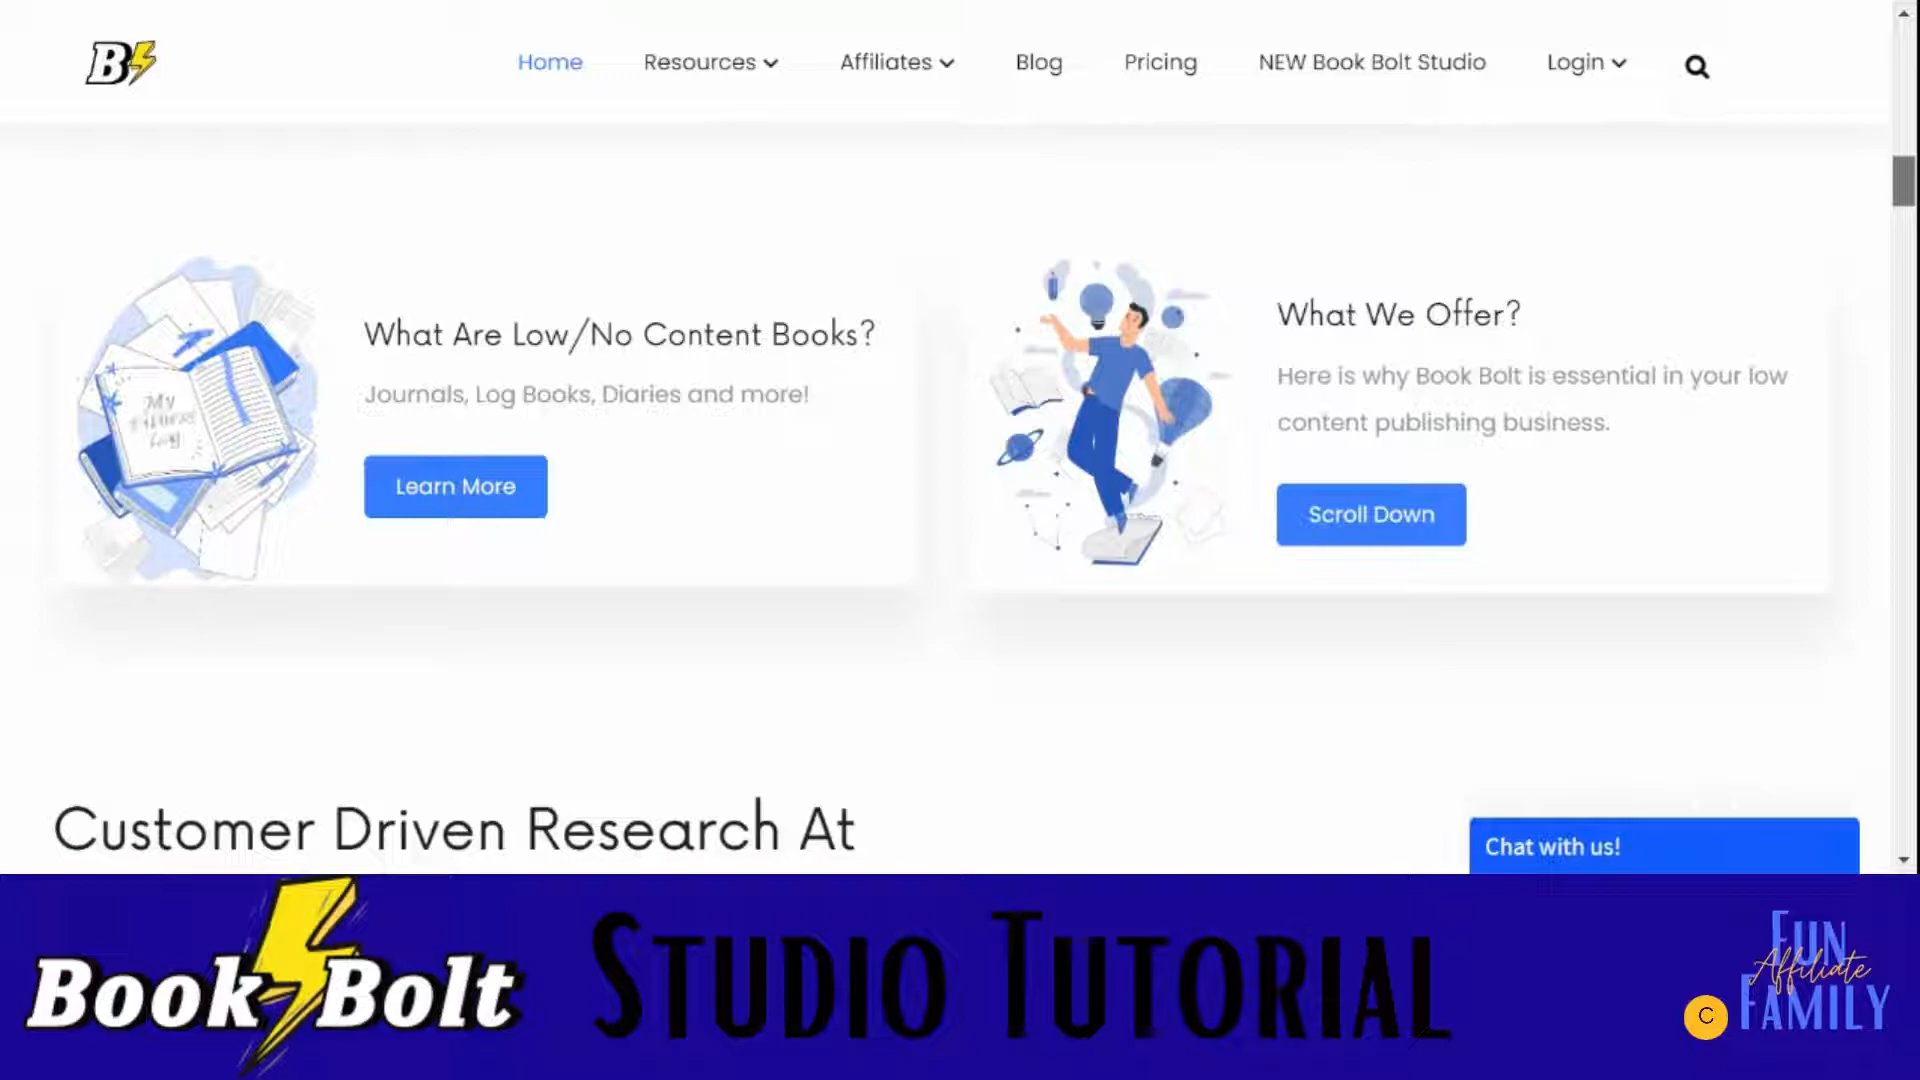 B
Home
Resources
Affiliates
Blog
Pricing
NEW Book Bolt Studio
Login
What Are Low/No Content Books?
Journals, Log Books, Diaries and more!
Learn More
My
What We Offer?
Here is why Book Bolt is essential in your low
content publishing business.
Scroll Down
Customer Driven Research At
Chat with us!
Book Bolt
STUDIO TUTORIAL
FUN
Affiliate
FAMILY
C